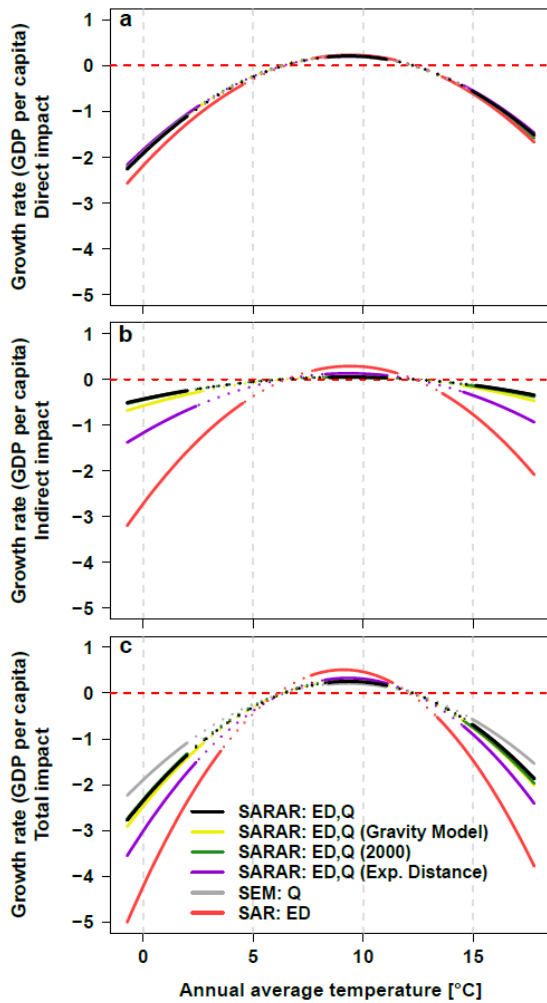 a
1
0
−1
−2
−3
−4
−5
Growth rate (GDP per capita)
Direct impact
b
1
0
−1
−2
−3
−4
−5
Growth rate (GDP per capita)
Indirect impact
c
1
0
−1
−2
−3
−4
−5
Growth rate (GDP per capita)
Total impact
SARAR: ED,Q
SARAR: ED,Q (Gravity Model)
SARAR: ED,Q (2000)
SARAR: ED,Q (Exp. Distance)
SEM: Q
SAR: ED
0 5 10 15
Annual average temperature [°C]